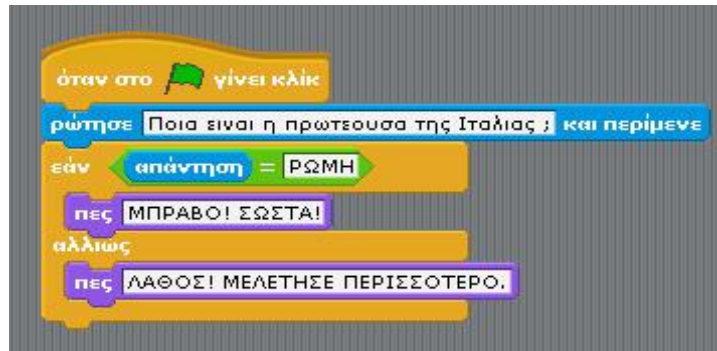 όταν στο γίνει κλίκ
ρώτησε Ποια ειναι η πρωτευουσα της Ιταλιας ; και περίμενε
εάν απάντηση = ΡΩΜΗ
πες ΜΠΡΑΒΟ! ΣΩΣΤΑ!
αλλιώς
πες ΛΑΘΟΣ! ΜΕΛΕΤΗΣΕ ΠΕΡΙΣΣΟΤΕΡΟ.